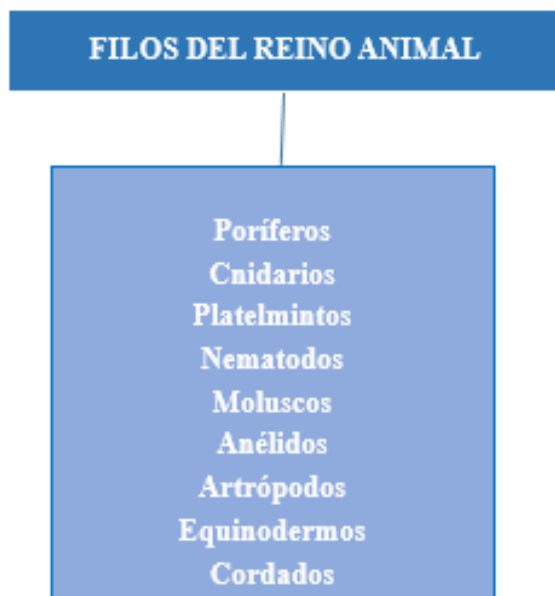 FILOS DEL REINO ANIMAL
Poríferos
Cnidarios
Platelmintos
Nematodos
Moluscos
Anélidos
Artrópodos
Equinodermos
Cordados